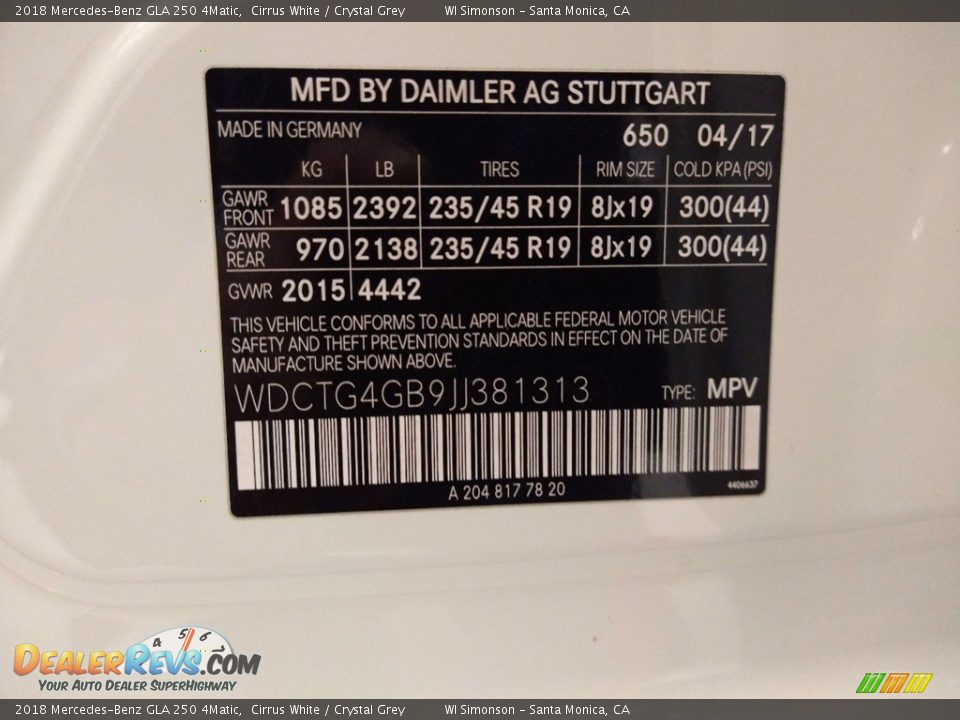 2018 Mercedes-Benz GLA 250 4Matic, Cirrus White / Crystal Grey WI Simonson - Santa Monica, CA
MFD BY DAIMLER AG STUTTGART
MADE IN GERMANY 650 04/17
KG LB TIRES RIM SIZE COLD KPA(PSI)
GAWR FRONT 1085 2392 235/45 R19 8Jx19 300(44)
GAWR REAR 970 2138 235/45 R19 8Jx19 300(44)
GVWR 2015 4442
THIS VEHICLE CONFORMS TO ALL APPLICABLE FEDERAL MOTOR VEHICLE
SAFETY AND THEFT PREVENTION STANDARDS IN EFFECT ON THE DATE OF
MANUFACTURE SHOWN ABOVE.
WDCTG4GB9JJ381313 TYPE: MPV
A 204 817 78 20 4406637
4 5 6 7
DEALERREVS.COM
YOUR AUTO DEALER SUPERHIGHWAY
2018 Mercedes-Benz GLA 250 4Matic, Cirrus White / Crystal Grey WI Simonson - Santa Monica, CA